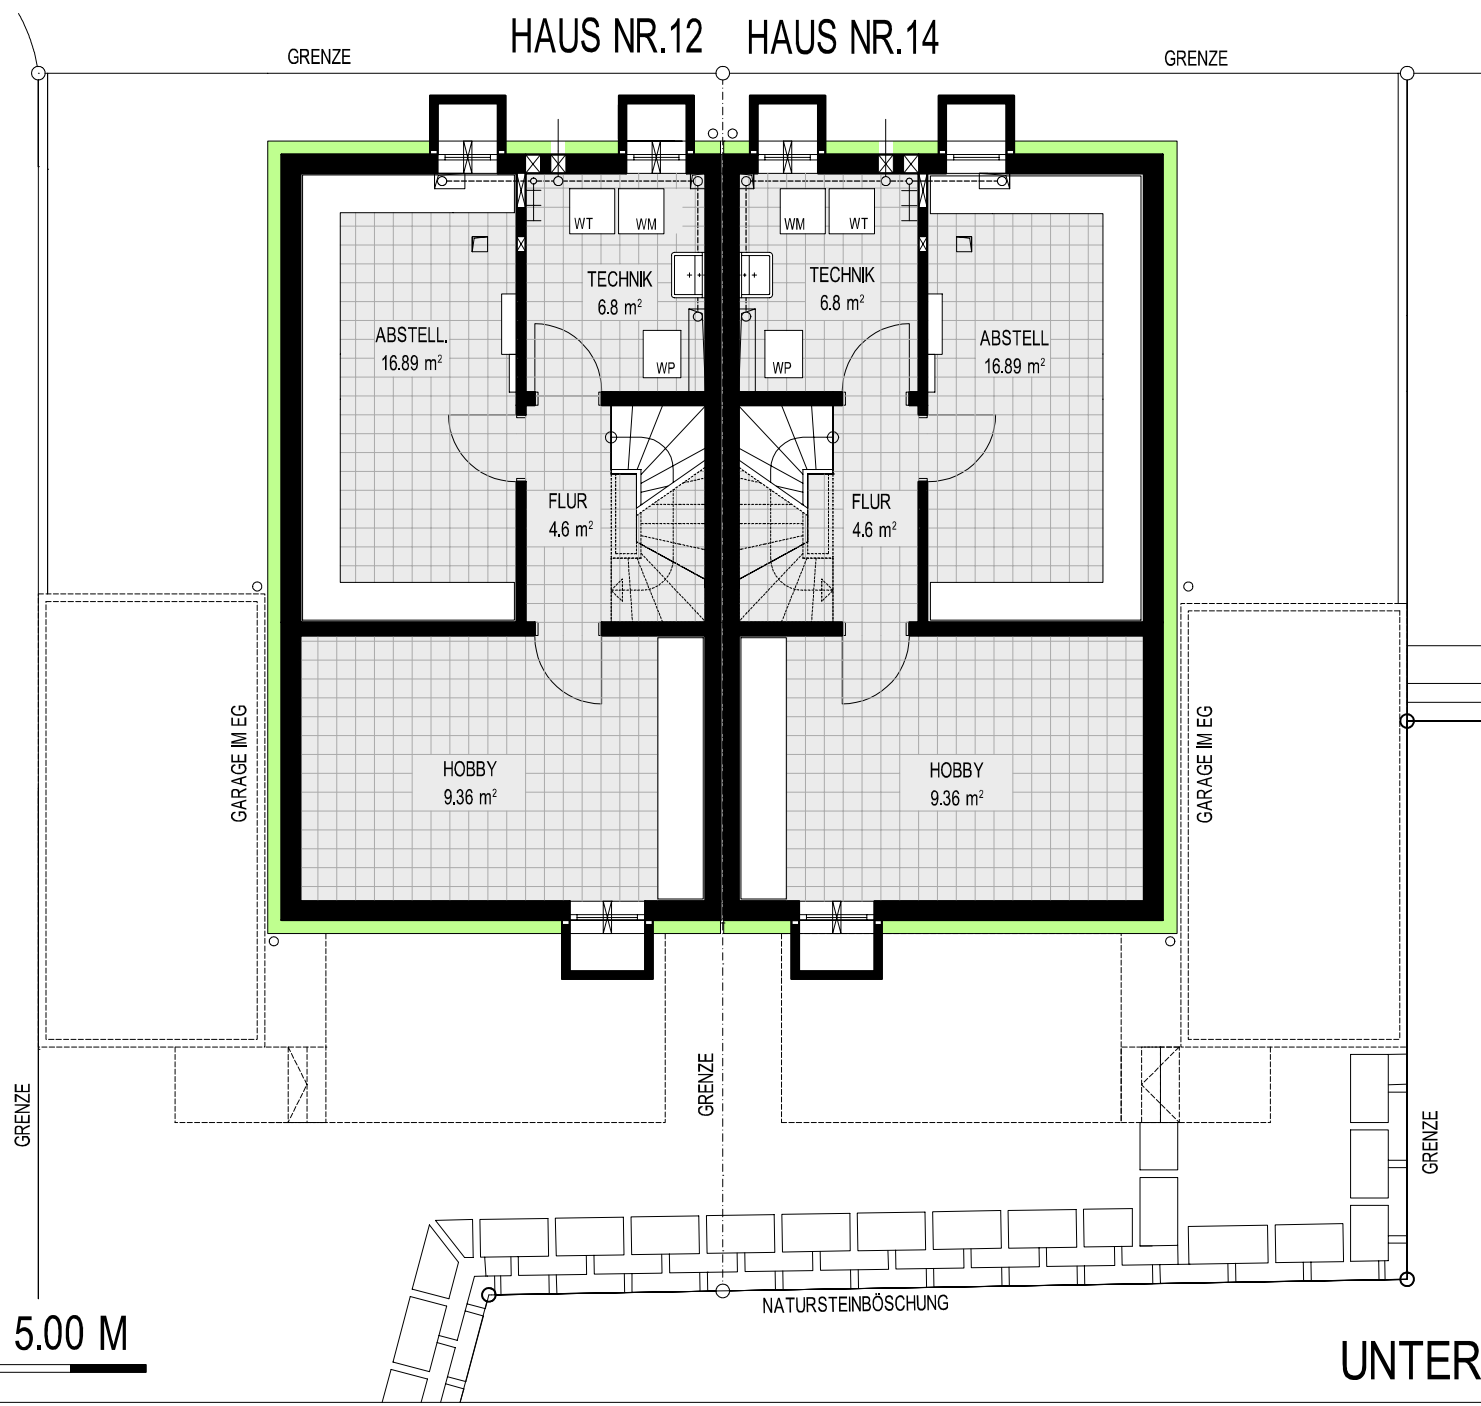 HAUS NR.12
HAUS NR.14
GRENZE
GRENZE
WT
WM
WM
WT
TECHNIK
6.8 m²
TECHNIK
6.8 m²
ABSTELL.
16.89 m²
ABSTELL
16.89 m²
WP
WP
FLUR
4.6 m²
FLUR
4.6 m²
GARAGE IM EG
GARAGE IM EG
HOBBY
9.36 m²
HOBBY
9.36 m²
GRENZE
GRENZE
GRENZE
NATURSTEINBÖSCHUNG
5.00 M
UNTER